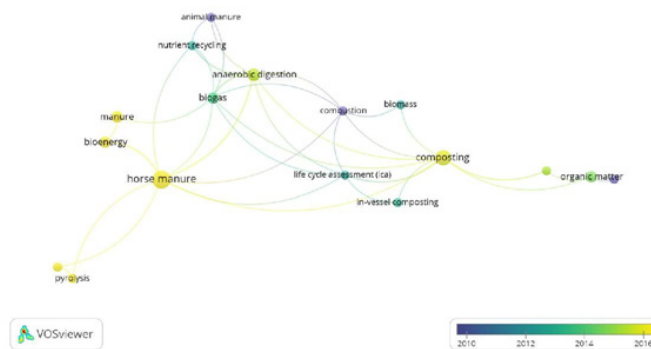 animal manure
nutrient recycling
anaerobic digestion
biogas
combustion
biomass
manure
bioenergy
composting
horse manure
life cycle assessment (lca)
organic matter
in-vessel composting
pyrolysis
VOSviewer
2010 2012 2014 2016